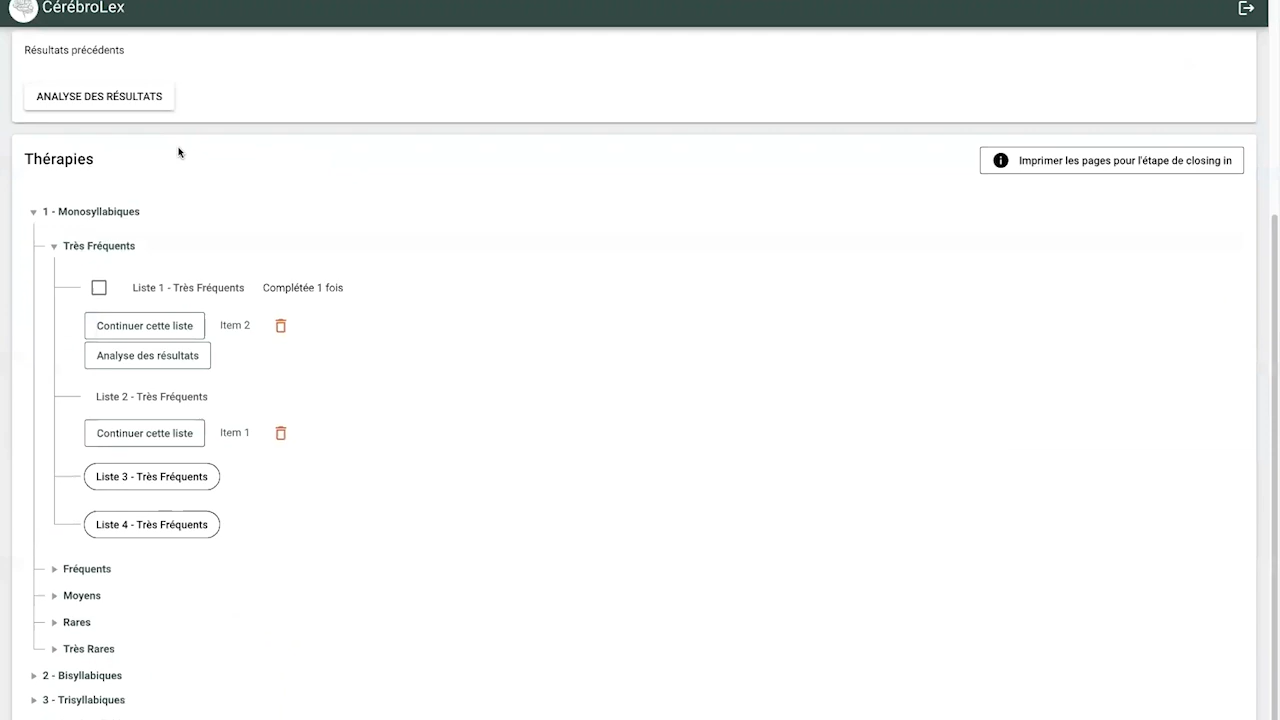 CérébroLex
Résultats précédents
ANALYSE DES RÉSULTATS
Thérapies
Imprimer les pages pour l'étape de closing in
1 - Monosyllabiques
Très Fréquents
Liste 1 - Très Fréquents Complétée 1 fois
Continuer cette liste Item 2
Analyse des résultats
Liste 2 - Très Fréquents
Continuer cette liste Item 1
Liste 3 - Très Fréquents
Liste 4 - Très Fréquents
Fréquents
Moyens
Rares
Très Rares
2 - Bisyllabiques
3 - Trisyllabiques